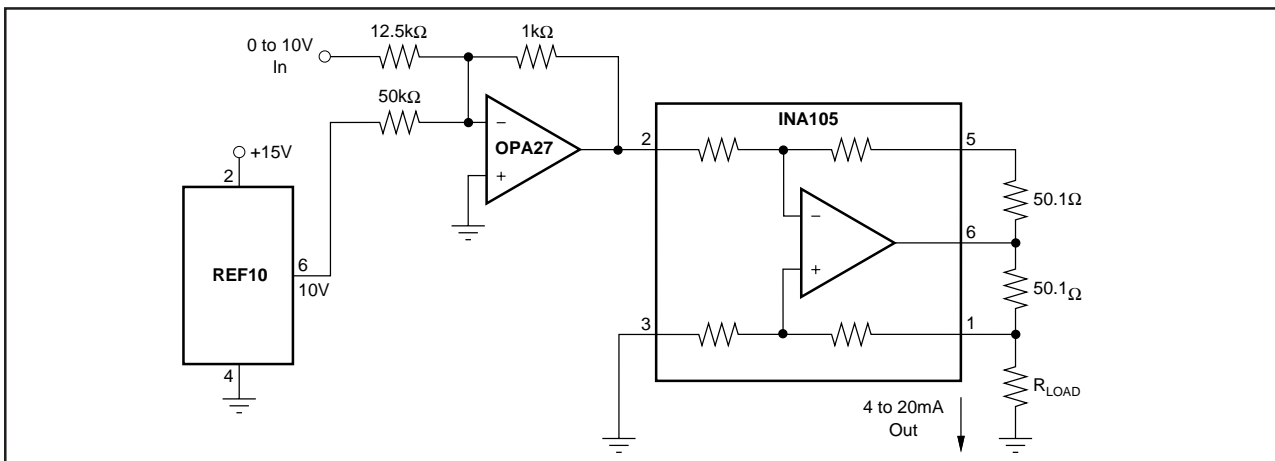 0 to 10V
In
12.5kΩ
1kΩ
50kΩ
−
+
OPA27
+15V
2
REF10
6
10V
4
INA105
2
5
−
+
6
3
1
50.1Ω
50.1Ω
R_LOAD
4 to 20mA
Out